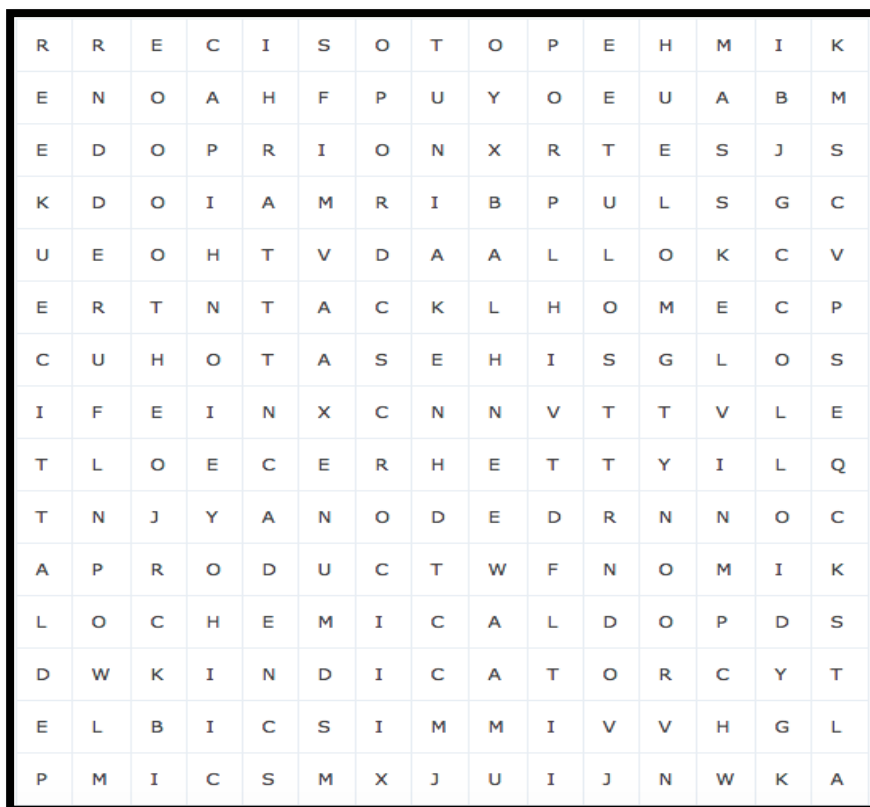 R R E C I S O T O P E H M I K
E N O A H F P U Y O E U A B M
E D O P R I O N X R T E S J S
K D O I A M R I B P U L S G C
U E O H T V D A A L L O K C V
E R T N T A C K L H O M E C P
C U H O T A S E H I S G L O S
I F E I N X C N N V T T V L E
T L O E C E R H E T T Y I L Q
T N J Y A N O D E D R N N O C
A P R O D U C T W F N O M I K
L O C H E M I C A L D O P D S
D W K I N D I C A T O R C Y T
E L B I C S I M M I V V H G L
P M I C S M X J U I J N W K A